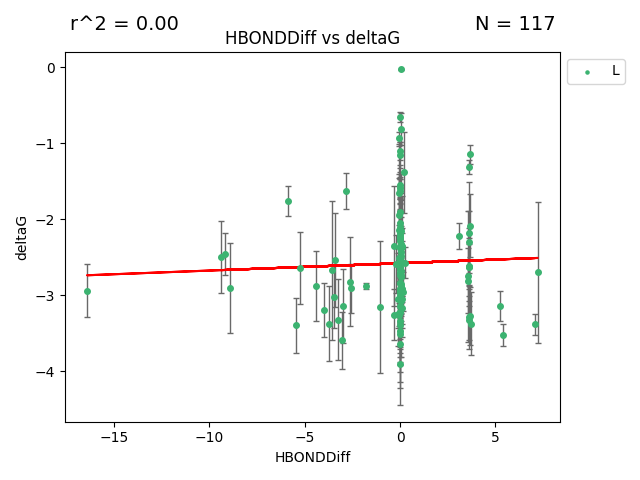 r^2 = 0.00
N = 117
HBONDDiff vs deltaG
L
deltaG
0
−1
−2
−3
−4
−15
−10
−5
0
5
HBONDDiff